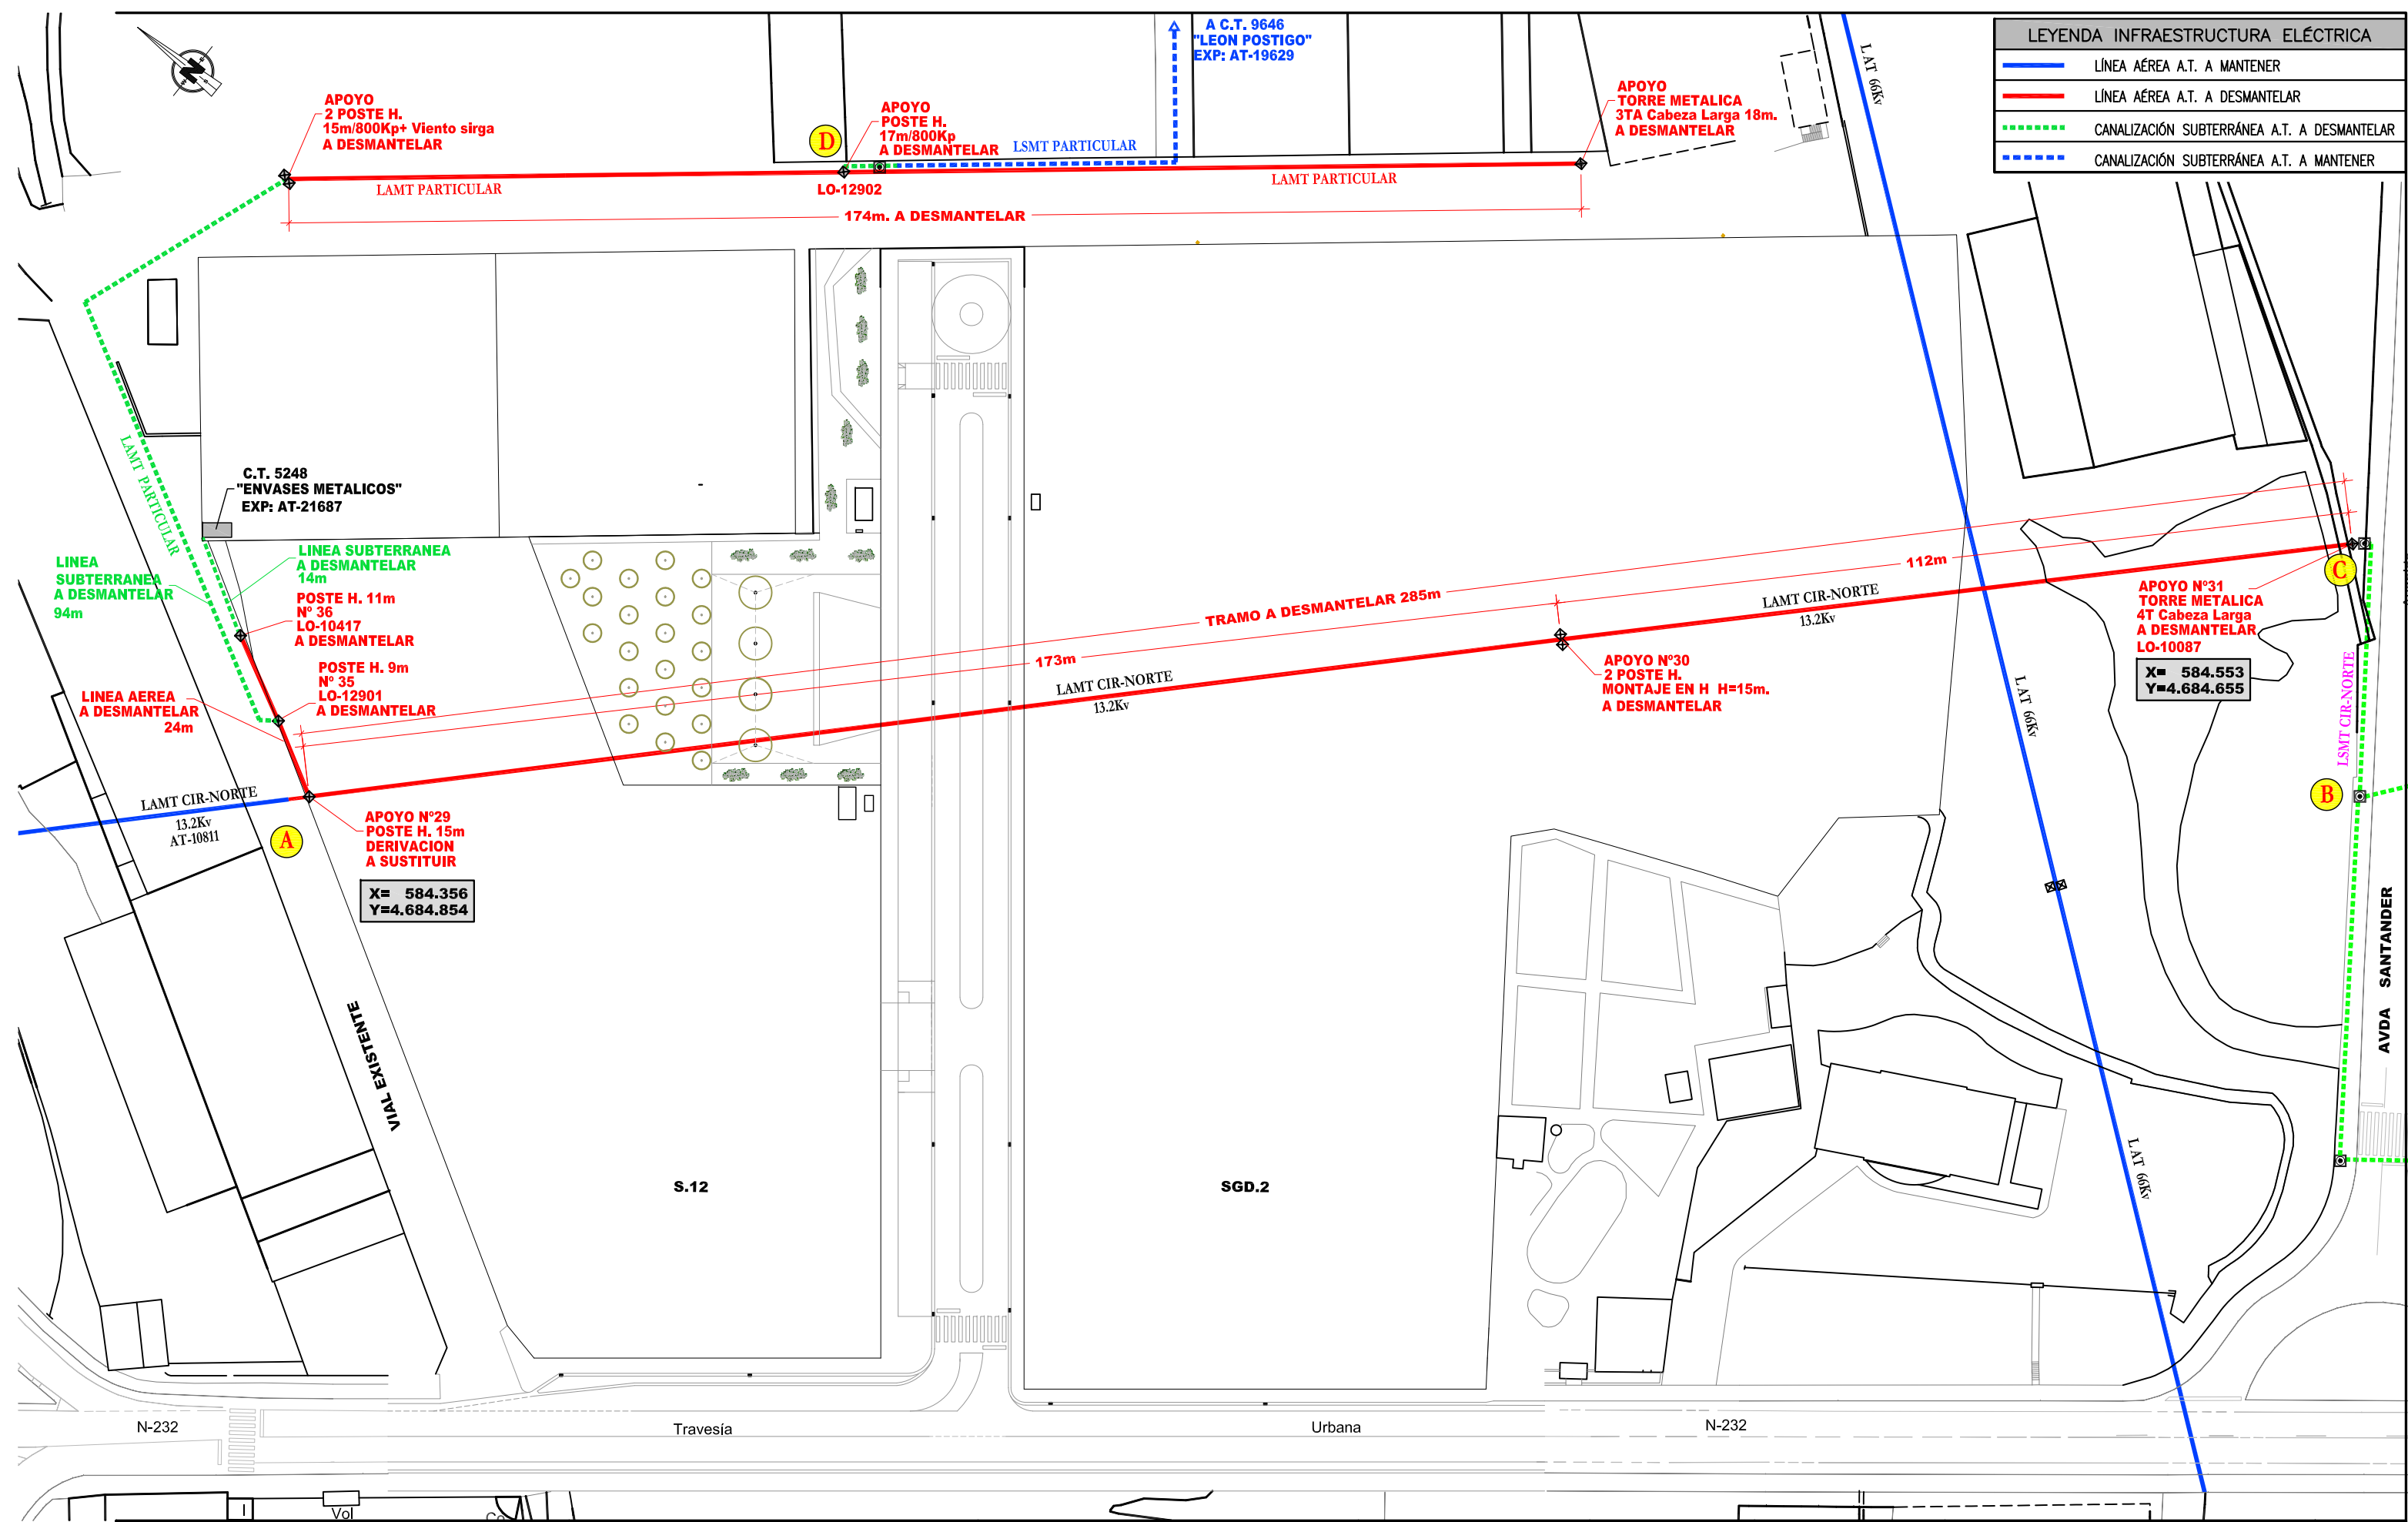 N
A C.T. 9646
"LEON POSTIGO"
EXP: AT-19629
LAT 66Kv
LEYENDA INFRAESTRUCTURA ELÉCTRICA
LÍNEA AÉREA A.T. A MANTENER
LÍNEA AÉREA A.T. A DESMANTELAR
CANALIZACIÓN SUBTERRÁNEA A.T. A DESMANTELAR
CANALIZACIÓN SUBTERRÁNEA A.T. A MANTENER
APOYO
2 POSTE H.
15m/800Kp+ Viento sirga
A DESMANTELAR
D
APOYO
POSTE H.
17m/800Kp
A DESMANTELAR
LSMT PARTICULAR
APOYO
TORRE METALICA
3TA Cabeza Larga 18m.
A DESMANTELAR
LAMT PARTICULAR
LO-12902
LAMT PARTICULAR
174m. A DESMANTELAR
LAMT PARTICULAR
C.T. 5248
"ENVASES METALICOS"
EXP: AT-21687
LINEA
SUBTERRANEA
A DESMANTELAR
94m
LINEA SUBTERRANEA
A DESMANTELAR
14m
POSTE H. 11m
Nº 36
LO-10417
A DESMANTELAR
POSTE H. 9m
Nº 35
LO-12901
A DESMANTELAR
LINEA AEREA
A DESMANTELAR
24m
TRAMO A DESMANTELAR 285m
112m
173m
LAMT CIR-NORTE
13.2Kv
LAMT CIR-NORTE
13.2Kv
C
APOYO Nº31
TORRE METALICA
4T Cabeza Larga
A DESMANTELAR
LO-10087
X= 584.553
Y=4.684.655
APOYO Nº30
2 POSTE H.
MONTAJE EN H H=15m.
A DESMANTELAR
LAT 66Kv
LSMT CIR-NORTE
B
LAMT CIR-NORTE
13.2Kv
AT-10811
A
APOYO Nº29
POSTE H. 15m
DERIVACION
A SUSTITUIR
X= 584.356
Y=4.684.854
AVDA SANTANDER
VIAL EXISTENTE
LAT 66Kv
S.12
SGD.2
N-232
Travesía
Urbana
N-232
I
Vol
Co